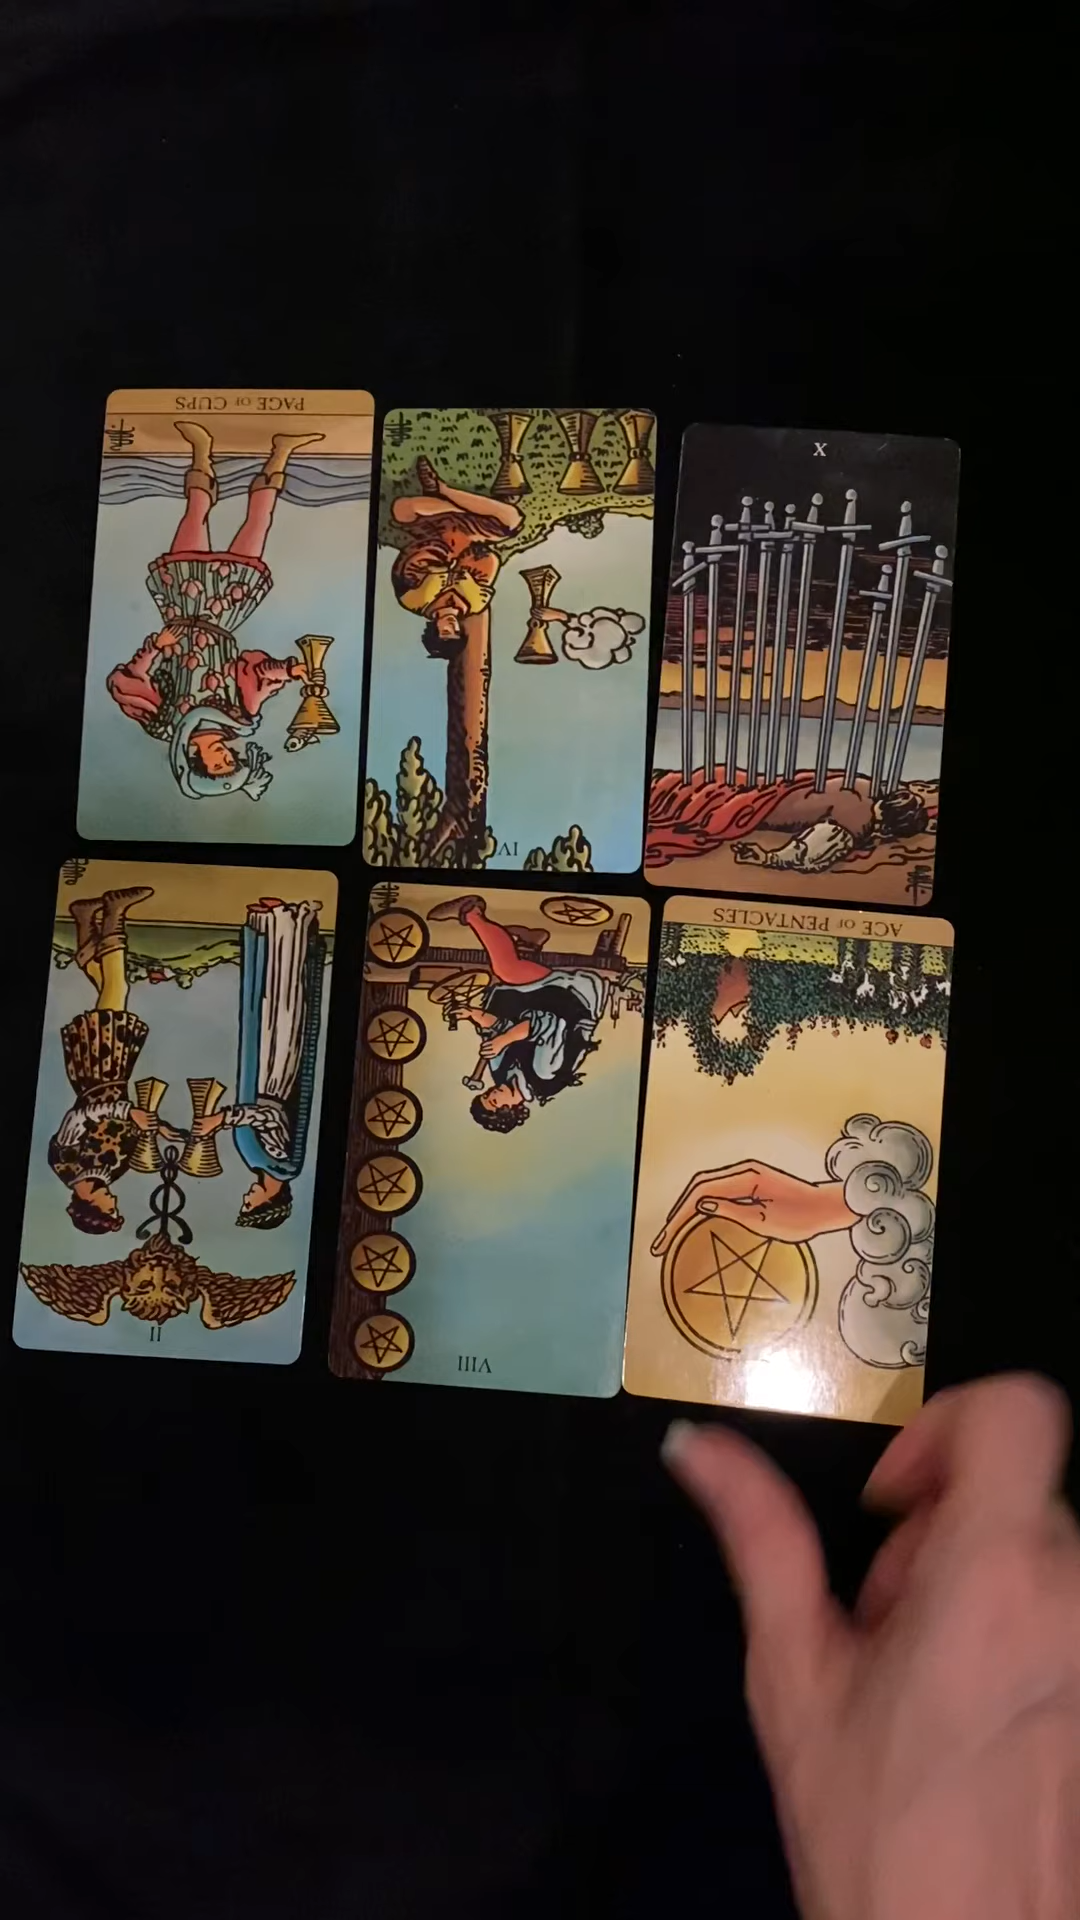 PAGE OF CUPS
IV
X
II
VIII
ACE OF PENTACLES